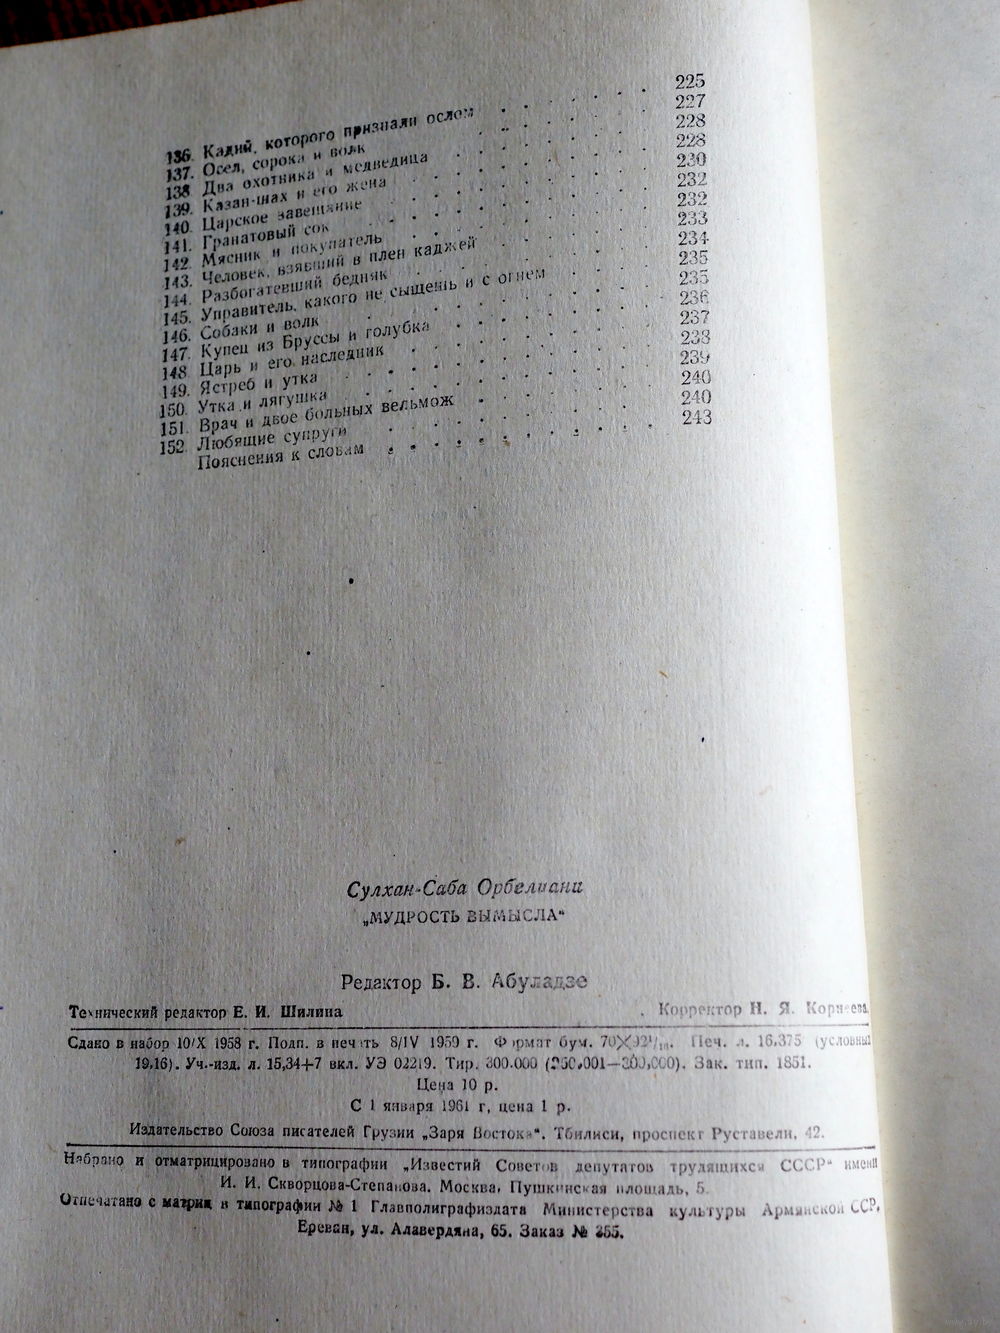 136. Кадий, которого признали ослом . . . . . . . 225
137. Осел, сорока и волк . . . . . . . 227
138. Два охотника и медведица . . . . . . . 228
139. Казан-шах и его жена . . . . . . . 228
140. Царское завещание . . . . . . . 230
141. Гранатовый сок . . . . . . . 232
142. Мясник и покупатель . . . . . . . 232
143. Человек, взявший в плен каджей . . . . . . . 233
144. Разбогатевший бедняк . . . . . . . 234
145. Управитель, какого не сыщешь и с огнем . . . . . . . 235
146. Собаки и волк . . . . . . . 235
147. Купец из Бруссы и голубка . . . . . . . 236
148. Царь и его наследник . . . . . . . 237
149. Ястреб и утка . . . . . . . 238
150. Утка и лягушка . . . . . . . 239
151. Врач и двое больных вельмож . . . . . . . 240
152. Любящие супруги . . . . . . . 240
Пояснения к словам . . . . . . . 243
Сулхан-Саба Орбелиани
„МУДРОСТЬ ВЫМЫСЛА“
Редактор Б. В. Абуладзе
Технический редактор Е. И. Шилина Корректор Н. Я. Корнеева
Сдано в набор 10/X 1958 г. Подп. в печать 8/IV 1959 г. Формат бум. 70×92¹/₁₆. Печ. л. 16,375 (условных
19,16). Уч.-изд. л. 15,34+7 вкл. УЭ 02219. Тир. 300.000 Зак. тип. 1851.
Цена 10 р.
С 1 января 1961 г, цена 1 р.
Издательство Союза писателей Грузии „Заря Востока“. Тбилиси, проспект Руставели, 42.
Набрано и отматрицировано в типографии „Известий Советов депутатов трудящихся СССР“ имени
И. И. Скворцова-Степанова. Москва, Пушкинская площадь, 5.
Отпечатано с матриц в типографии № 1 Главполиграфиздата Министерства культуры Армянской ССР,
Ереван, ул. Алавердяна, 65. Заказ № 255.